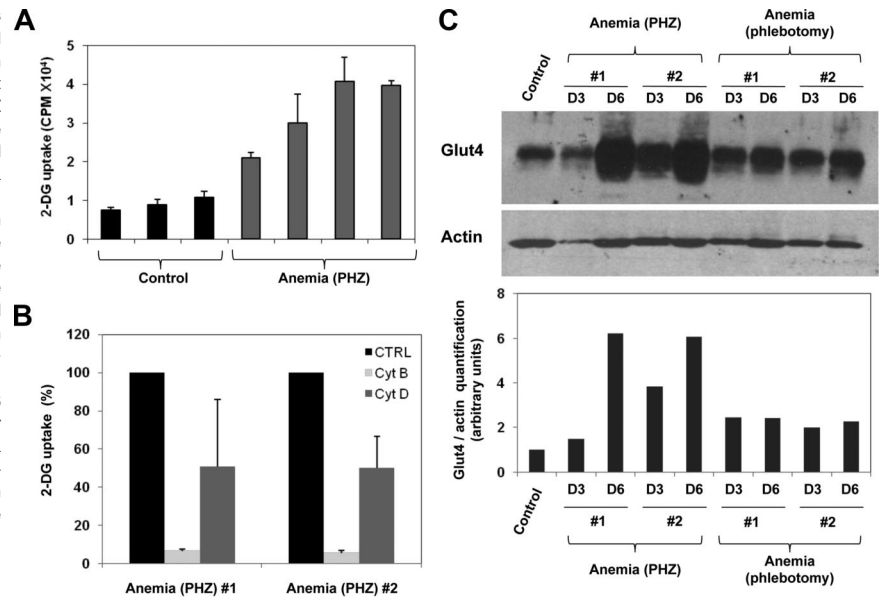 A
2-DG uptake (CPM X10⁴)
5
4
3
2
1
0
Control
Anemia (PHZ)
B
2-DG uptake (%)
120
100
80
60
40
20
0
CTRL
Cyt B
Cyt D
Anemia (PHZ) #1
Anemia (PHZ) #2
C
Anemia (PHZ)
Anemia
(phlebotomy)
Control
#1
#2
#1
#2
D3
D6
D3
D6
D3
D6
D3
D6
Glut4
Actin
Glut4 / actin quantification
(arbitrary units)
8
6
4
2
0
Control
D3
D6
D3
D6
D3
D6
D3
D6
#1
#2
#1
#2
Anemia (PHZ)
Anemia
(phlebotomy)